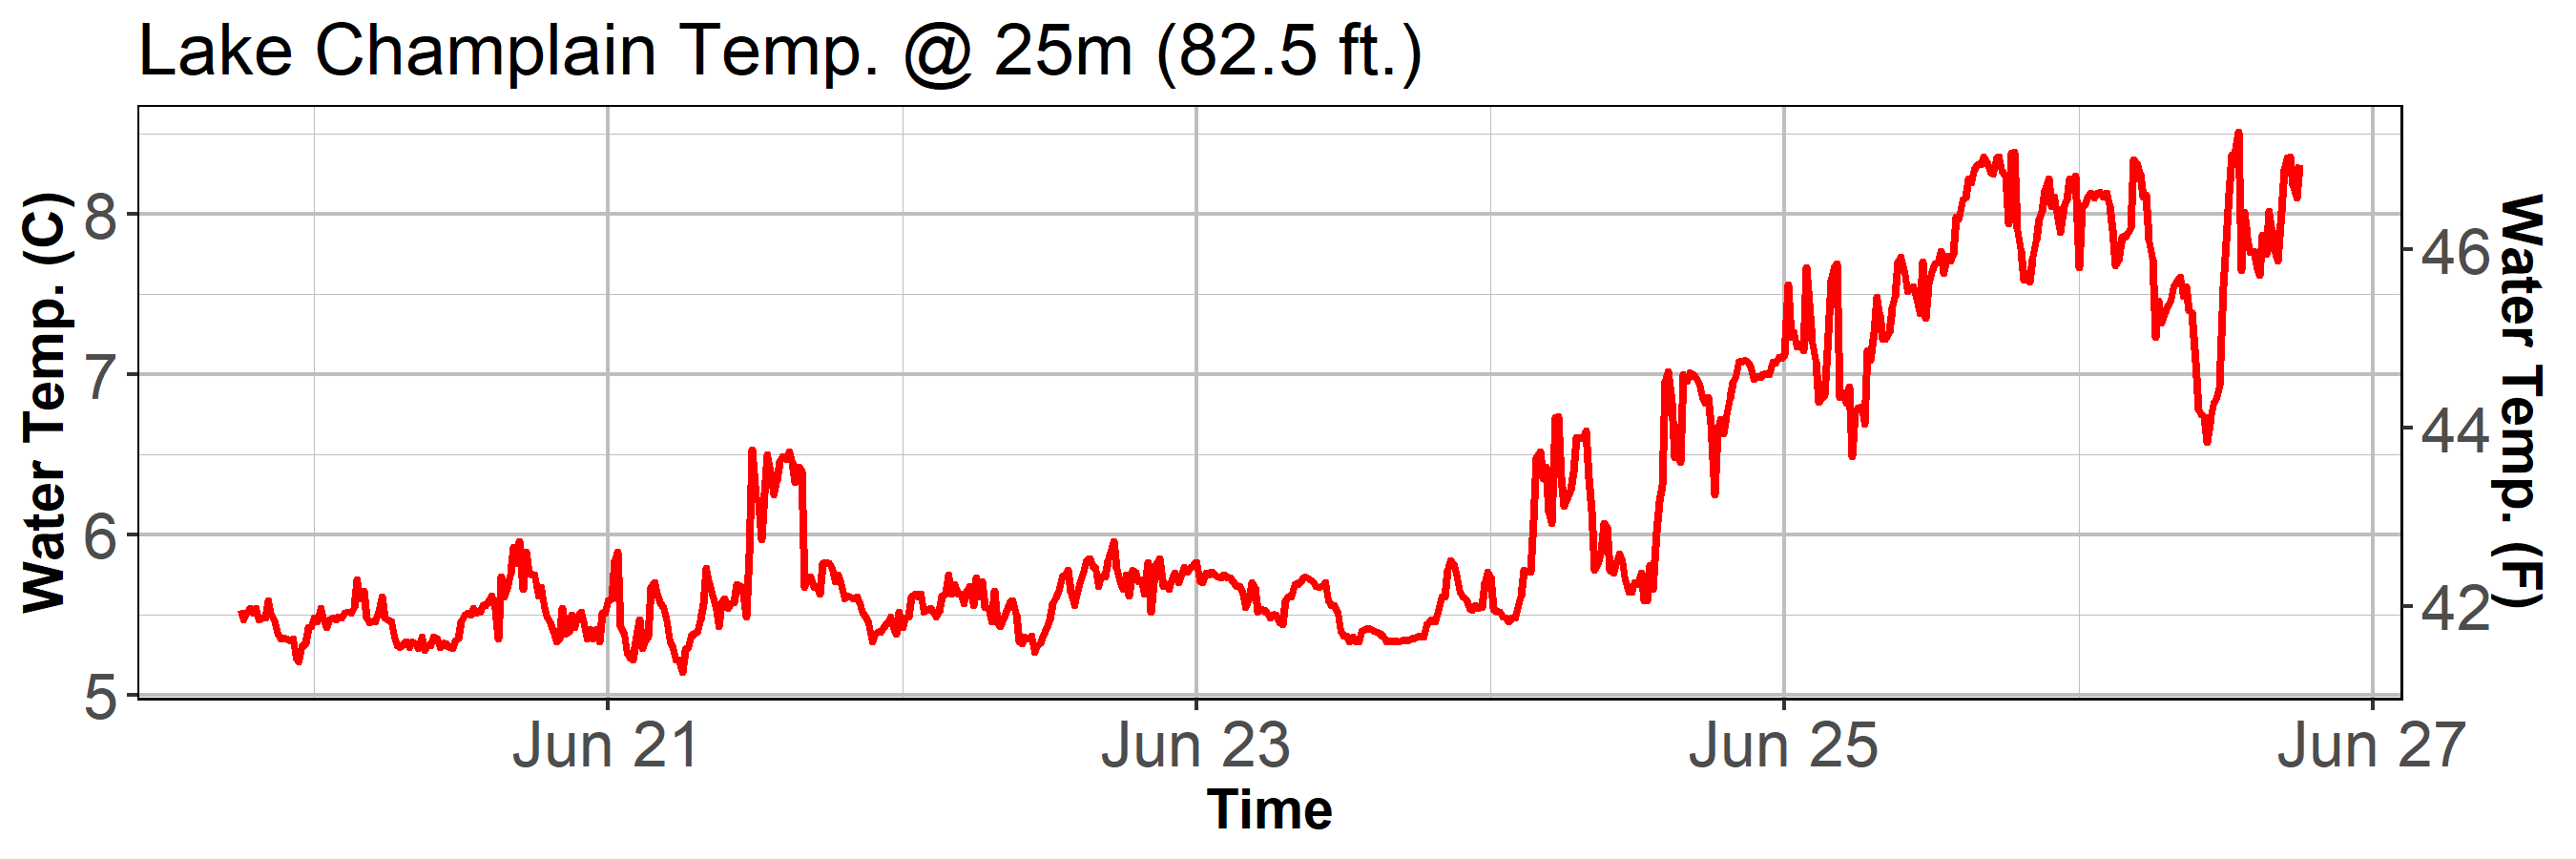 Lake Champlain Temp. @ 25m (82.5 ft.)
Water Temp. (C)
8
7
6
5
46
44
42
Water Temp. (F)
Jun 21 Jun 23 Jun 25 Jun 27
Time